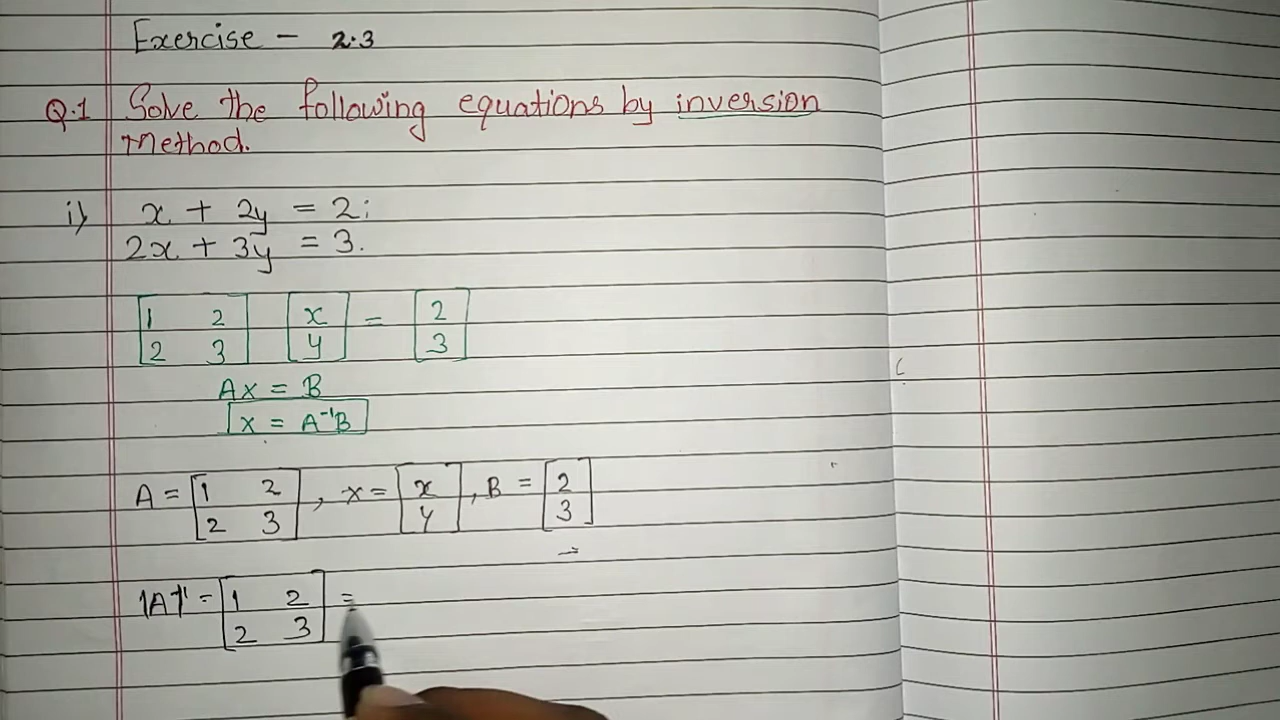 Exercise - 2.3
Q.1 Solve the following equations by inversion
Method.
i) x + 2y = 2;
2x + 3y = 3.
[1 2 [x = [2
2 3] y] 3]
AX = B
X = A⁻¹B
A = [1 2 , X = [x , B = [2
2 3] y] 3]
|A| = [1 2 =
2 3]